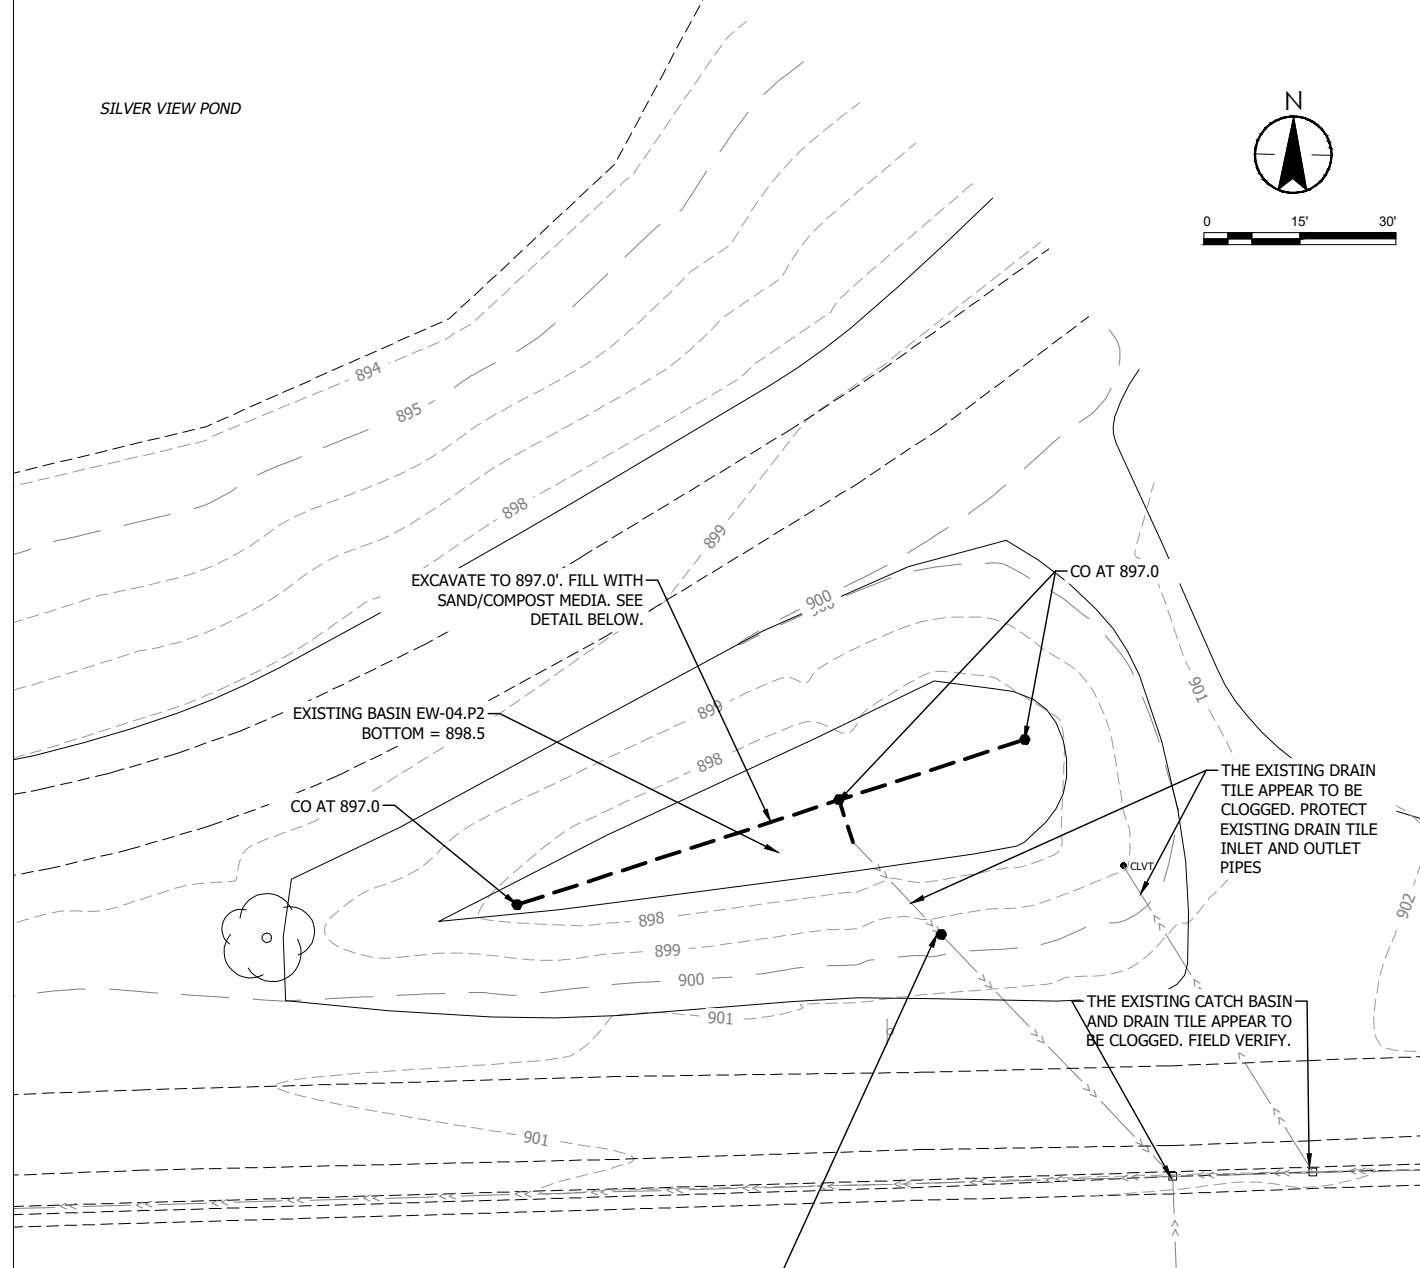 SILVER VIEW POND
N
0 15' 30'
894
895
898
899
EXCAVATE TO 897.0'. FILL WITH
SAND/COMPOST MEDIA. SEE
DETAIL BELOW.
CO AT 897.0
900
901
EXISTING BASIN EW-04.P2
BOTTOM = 898.5
899
898
CO AT 897.0
THE EXISTING DRAIN
TILE APPEAR TO BE
CLOGGED. PROTECT
EXISTING DRAIN TILE
INLET AND OUTLET
PIPES
CLVT
902
898
899
900
901
THE EXISTING CATCH BASIN
AND DRAIN TILE APPEAR TO
BE CLOGGED. FIELD VERIFY.
901